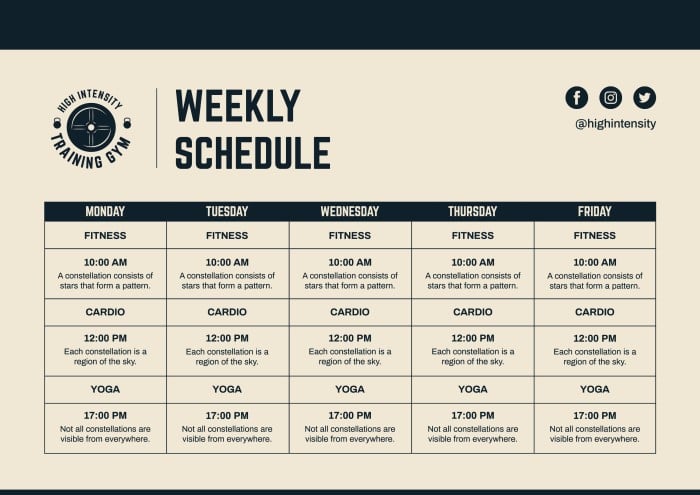 HIGH INTENSITY
TRAINING GYM
WEEKLY
SCHEDULE
@highintensity
MONDAY TUESDAY WEDNESDAY THURSDAY FRIDAY
FITNESS FITNESS FITNESS FITNESS FITNESS
10:00 AM 10:00 AM 10:00 AM 10:00 AM 10:00 AM
A constellation consists of A constellation consists of A constellation consists of A constellation consists of A constellation consists of
stars that form a pattern. stars that form a pattern. stars that form a pattern. stars that form a pattern. stars that form a pattern.
CARDIO CARDIO CARDIO CARDIO CARDIO
12:00 PM 12:00 PM 12:00 PM 12:00 PM 12:00 PM
Each constellation is a Each constellation is a Each constellation is a Each constellation is a Each constellation is a
region of the sky. region of the sky. region of the sky. region of the sky. region of the sky.
YOGA YOGA YOGA YOGA YOGA
17:00 PM 17:00 PM 17:00 PM 17:00 PM 17:00 PM
Not all constellations are Not all constellations are Not all constellations are Not all constellations are Not all constellations are
visible from everywhere. visible from everywhere. visible from everywhere. visible from everywhere. visible from everywhere.